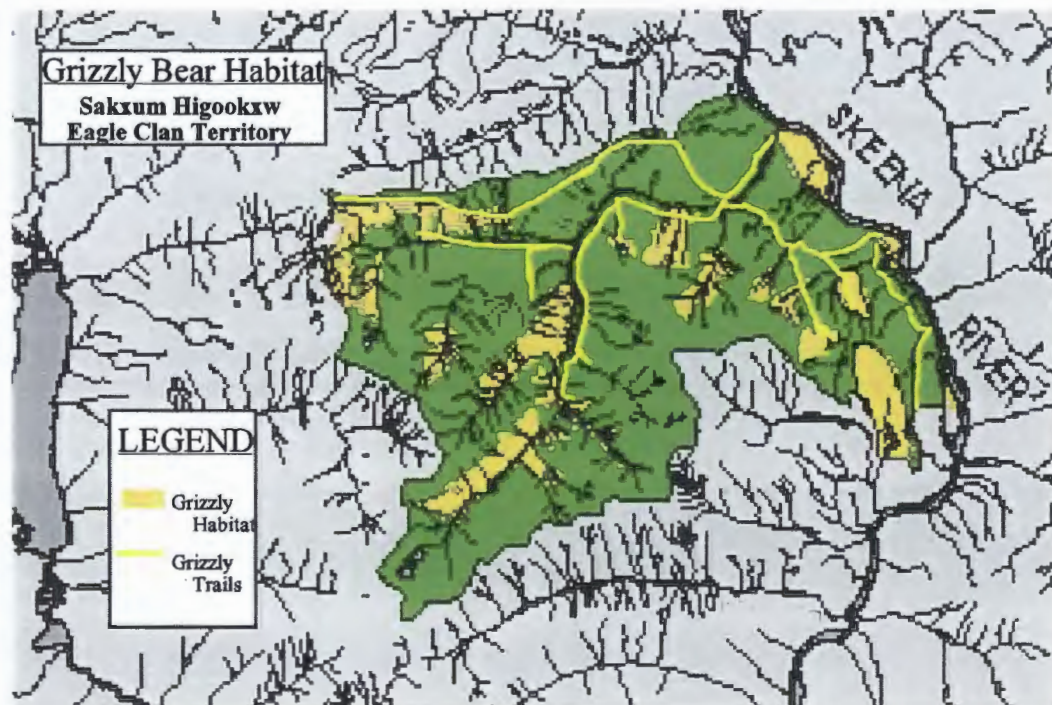 Grizzly Bear Habitat
Sakxum Higookxw
Eagle Clan Territory
SKEENA
RIVER
LEGEND
Grizzly
Habitat
Grizzly
Trails